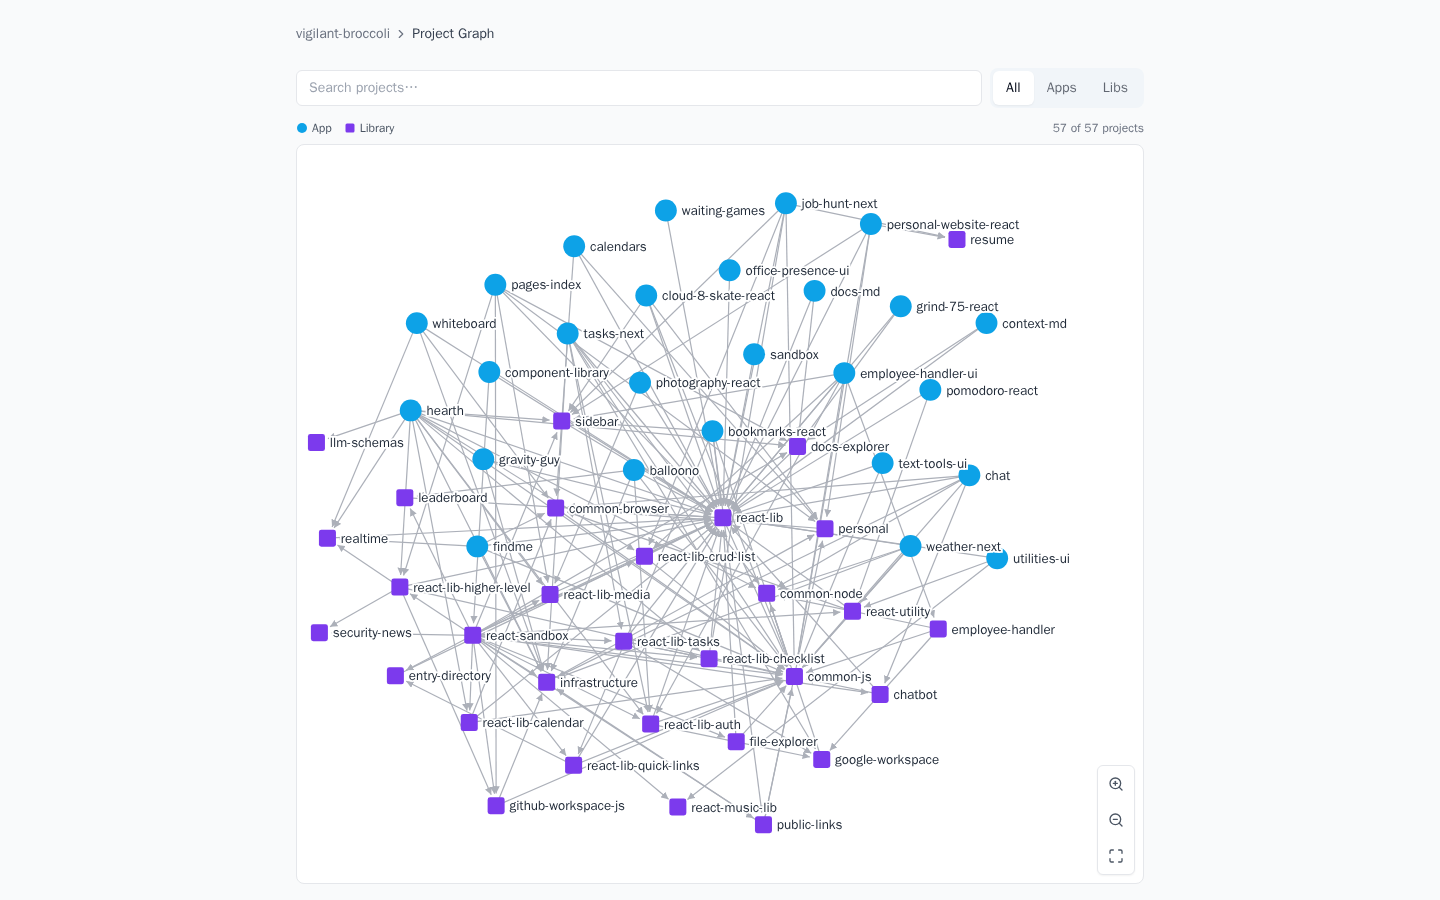 vigilant-broccoli > Project Graph
Search projects···
All
Apps
Libs
App
Library
57 of 57 projects
waiting-games
job-hunt-next
personal-website-react
resume
calendars
office-presence-ui
pages-index
cloud-8-skate-react
docs-md
grind-75-react
whiteboard
tasks-next
context-md
sandbox
component-library
photography-react
employee-handler-ui
pomodoro-react
hearth
sidebar
bookmarks-react
llm-schemas
docs-explorer
gravity-guy
balloono
text-tools-ui
chat
leaderboard
common-browser
react-lib
personal
realtime
findme
react-lib-crud-list
weather-next
utilities-ui
react-lib-higher-level
react-lib-media
common-node
react-utility
security-news
react-sandbox
react-lib-tasks
employee-handler
react-lib-checklist
entry-directory
infrastructure
common-js
chatbot
react-lib-calendar
react-lib-auth
file-explorer
google-workspace
react-lib-quick-links
github-workspace-js
react-music-lib
public-links